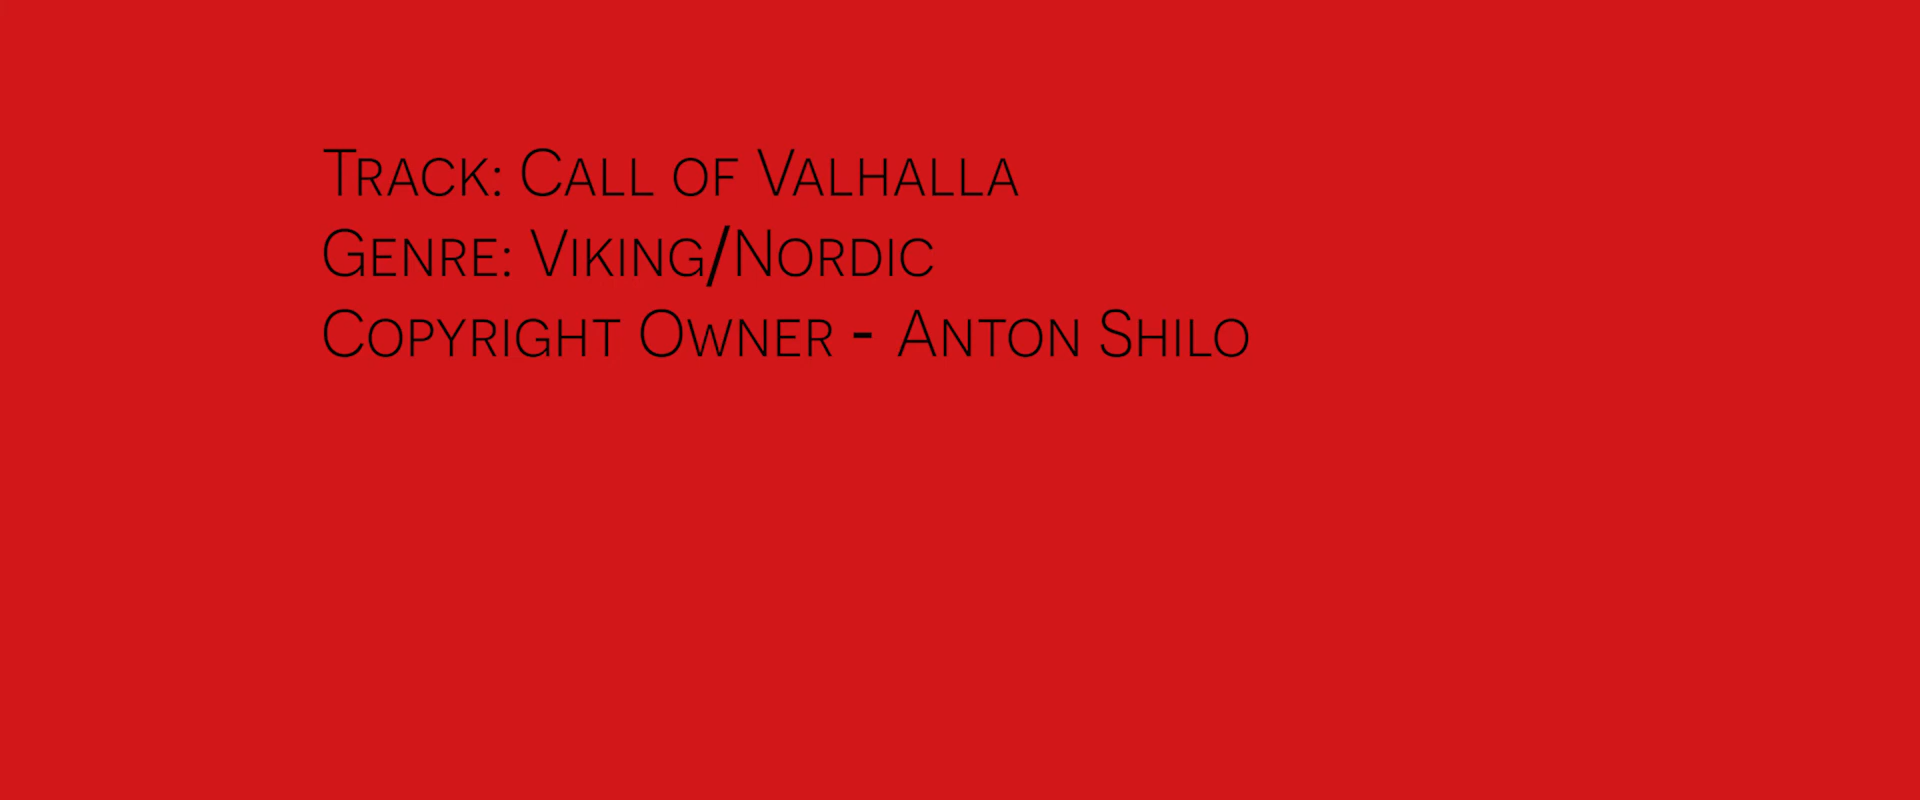 Track: Call of Valhalla
Genre: Viking/Nordic
Copyright Owner - Anton Shilo